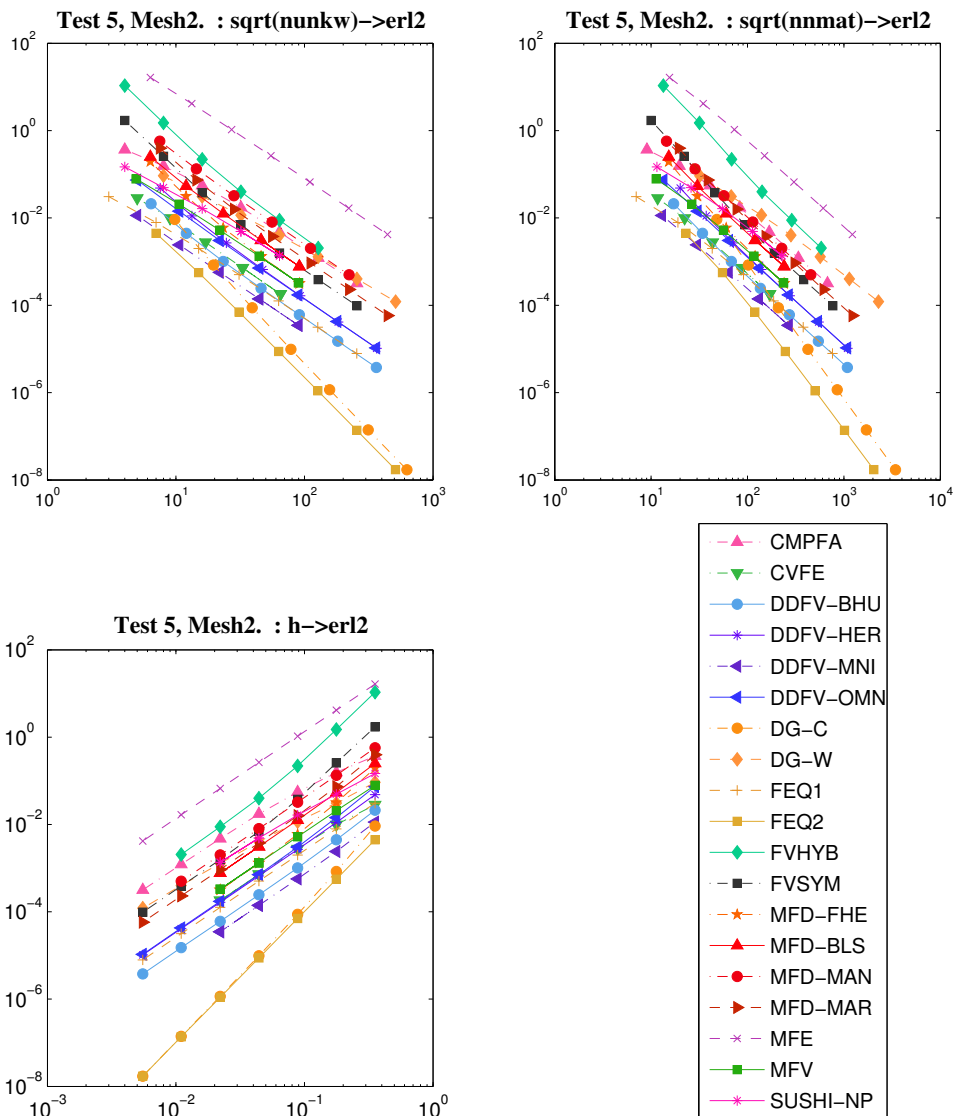 Test 5, Mesh2. : sqrt(nunkw)->erl2
10^2
10^0
10^-2
10^-4
10^-6
10^-8
10^0
10^1
10^2
10^3
Test 5, Mesh2. : sqrt(nnmat)->erl2
10^2
10^0
10^-2
10^-4
10^-6
10^-8
10^0
10^1
10^2
10^3
10^4
Test 5, Mesh2. : h->erl2
10^2
10^0
10^-2
10^-4
10^-6
10^-8
10^-3
10^-2
10^-1
10^0
CMPFA
CVFE
DDFV-BHU
DDFV-HER
DDFV-MNI
DDFV-OMN
DG-C
DG-W
FEQ1
FEQ2
FVHYB
FVSYM
MFD-FHE
MFD-BLS
MFD-MAN
MFD-MAR
MFE
MFV
SUSHI-NP